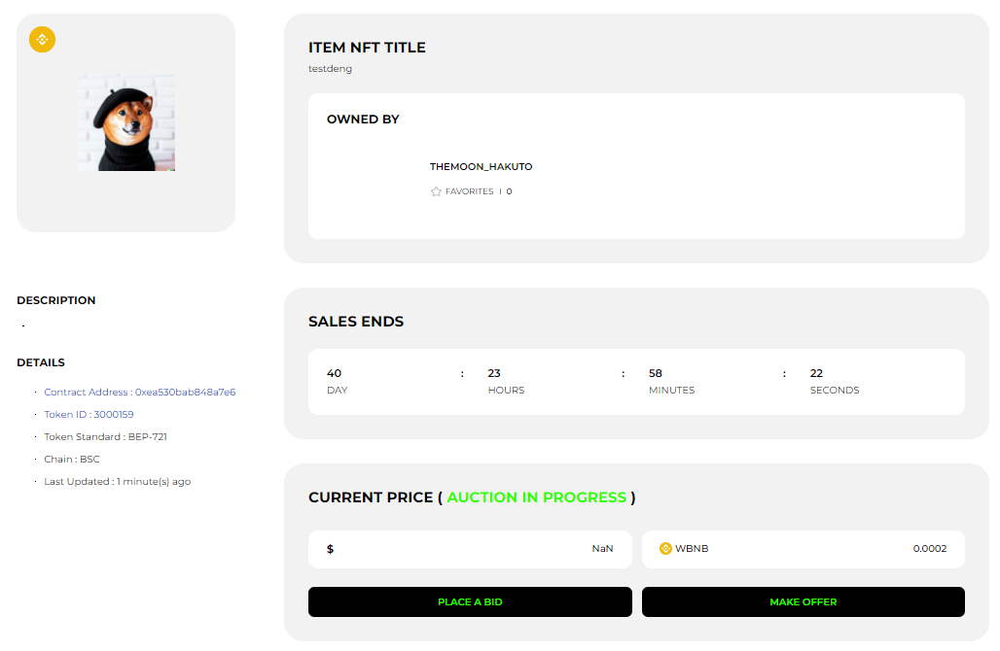 ITEM NFT TITLE
testdeng
OWNED BY
THEMOON_HAKUTO
FAVORITES | 0
DESCRIPTION
.
DETAILS
· Contract Address : 0xea530bab848a7e6
· Token ID : 3000159
· Token Standard : BEP-721
· Chain : BSC
· Last Updated : 1 minute(s) ago
SALES ENDS
40 : 23 : 58 : 22
DAY HOURS MINUTES SECONDS
CURRENT PRICE ( AUCTION IN PROGRESS )
$ NaN WBNB 0.0002
PLACE A BID MAKE OFFER